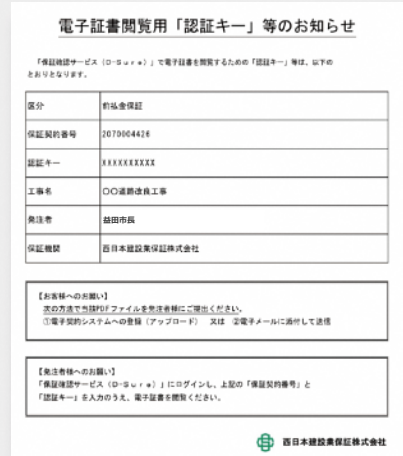 電子証書閲覧用「認証キー」等のお知らせ
「保証確認サービス（D-Sure）」で電子証書を閲覧するための「認証キー」等は、以下の
とおりとなります。
区分 前払金保証
保証契約番号 2070004426
認証キー XXXXXXXXXX
工事名 〇〇道路改良工事
発注者 益田市長
保証機関 西日本建設業保証株式会社
【お客様へのお願い】
次の方法で当該PDFファイルを発注者様にご提出ください。
①電子契約システムへの登録（アップロード） 又は ②電子メールに添付して送信
【発注者様へのお願い】
「保証確認サービス（D-Sure）」にログインし、上記の「保証契約番号」と
「認証キー」を入力のうえ、電子証書を閲覧ください。
西日本建設業保証株式会社